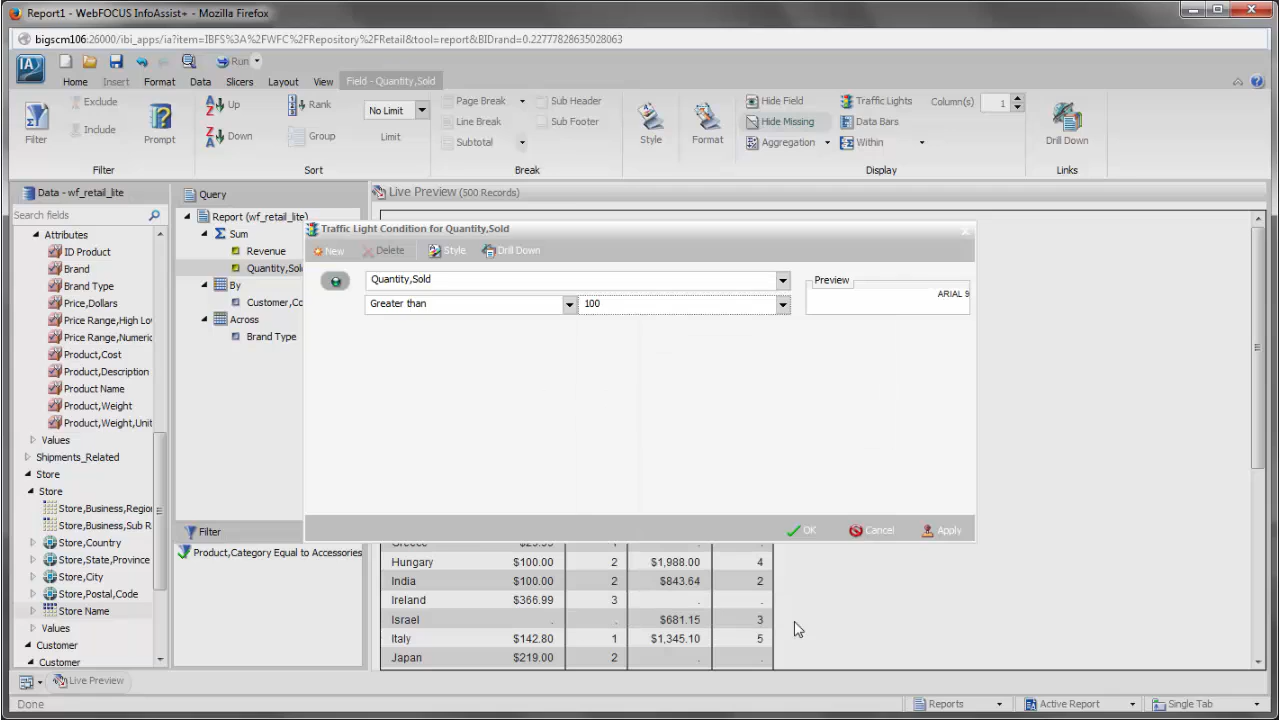 Report1 - WebFOCUS InfoAssist+ - Mozilla Firefox
bigscm106:26000/ibi_apps/ia?item=IBFS%3A%2FWFC%2FRepository%2FRetail&tool=report&BIDrand=0.22777828635028063
IA Run
Home Insert Format Data Slicers Layout View Field - Quantity,Sold
Filter Exclude Include Prompt
Up Down Rank Group No Limit Limit
Page Break Line Break Subtotal Sub Header Sub Footer
Style Format
Hide Field Hide Missing Aggregation Traffic Lights Data Bars Within Column(s) 1
Drill Down
Filter Sort Break Display Links
Data - wf_retail_lite
Search fields
Attributes
ID Product
Brand
Brand Type
Price,Dollars
Price Range,High Lo
Price Range,Numeric
Product,Cost
Product,Description
Product Name
Product,Weight
Product,Weight,Unit
Values
Shipments_Related
Store
Store
Store,Business,Regio
Store,Business,Sub R
Store,Country
Store,State,Province
Store,City
Store,Postal,Code
Store Name
Values
Customer
Customer
Query
Report (wf_retail_lite)
Sum
Revenue
Quantity,Sol
By
Customer,Co
Across
Brand Type
Filter
Product,Category Equal to Accessories
Live Preview (500 Records)
Traffic Light Condition for Quantity,Sold
New Delete Style Drill Down
Quantity,Sold
Greater than 100
Preview
ARIAL 9
OK Cancel Apply
Hungary $100.00 2 $1,988.00 4
India $100.00 2 $843.64 2
Ireland $366.99 3 . .
Israel . . $681.15 3
Italy $142.80 1 $1,345.10 5
Japan $219.00 2 . .
Live Preview
Done Reports Active Report Single Tab